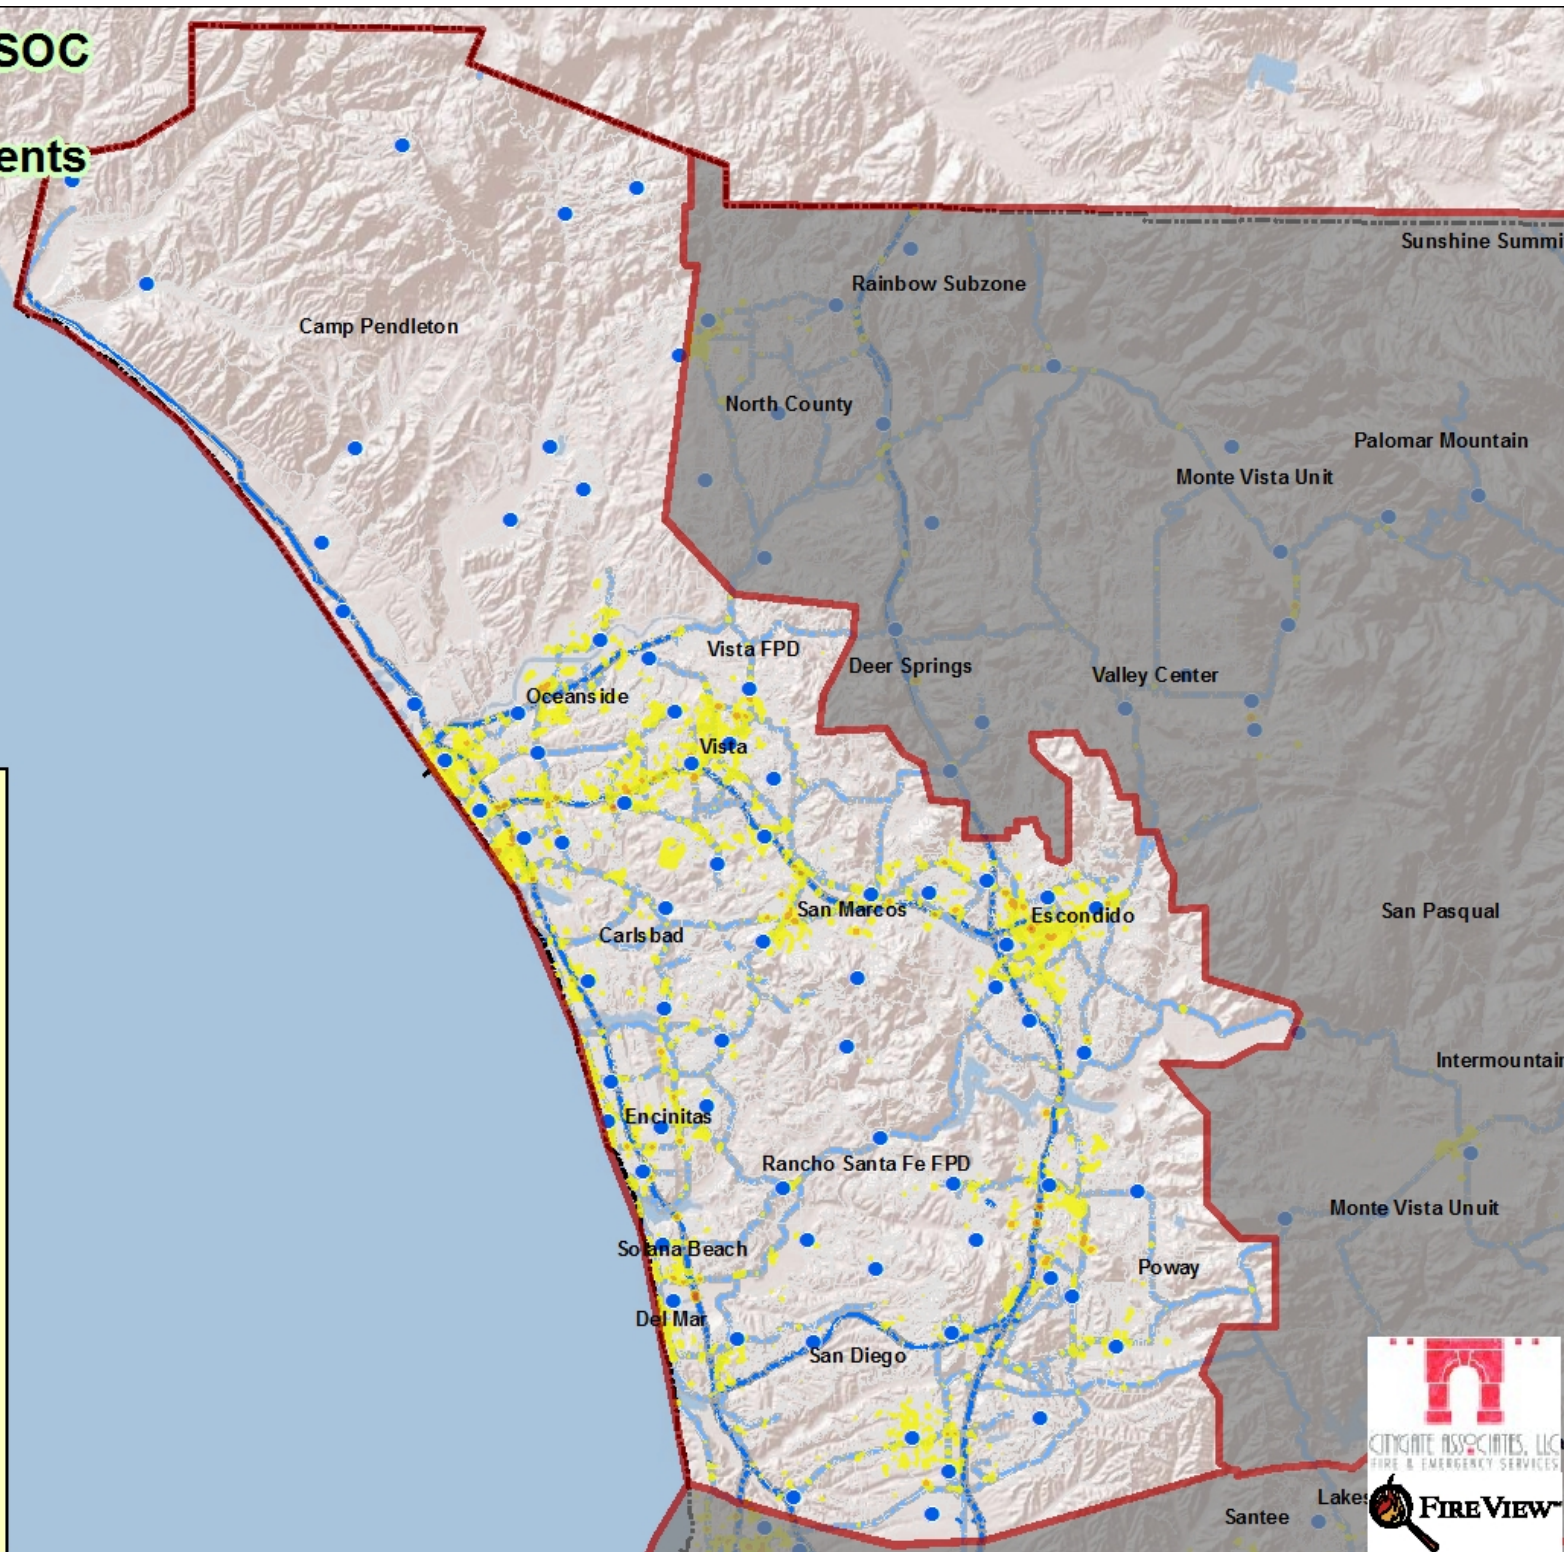 SOC
ents
Sunshine Summi
Rainbow Subzone
Camp Pendleton
North County
Palomar Mountain
Monte Vista Unit
Vista FPD
Deer Springs
Valley Center
Oceanside
Vista
San Marcos
Escondido
San Pasqual
Carlsbad
Intermountain
Encinitas
Rancho Santa Fe FPD
Monte Vista Unuit
Solana Beach
Poway
Del Mar
San Diego
CITYGATE ASSOCIATES, LLC
FIRE & EMERGENCY SERVICES
Lakes
FIREVIEW™
Santee